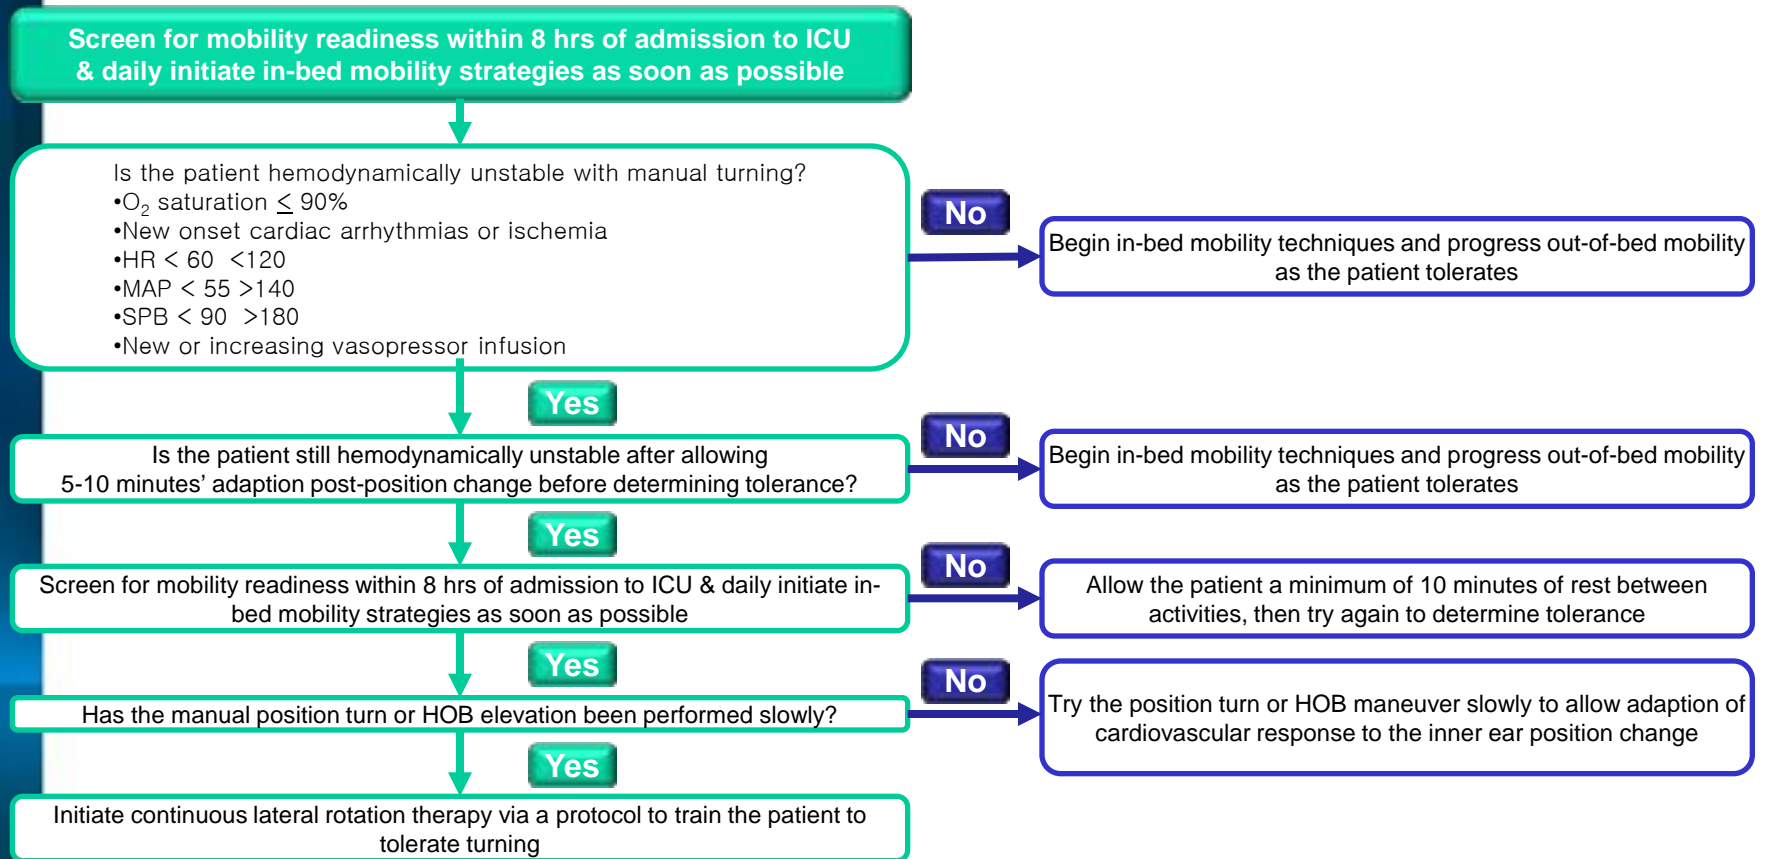 Screen for mobility readiness within 8 hrs of admission to ICU
& daily initiate in-bed mobility strategies as soon as possible
Is the patient hemodynamically unstable with manual turning?
•O₂ saturation ≤ 90%
•New onset cardiac arrhythmias or ischemia
•HR < 60  <120
•MAP < 55 >140
•SPB < 90  >180
•New or increasing vasopressor infusion
No
Begin in-bed mobility techniques and progress out-of-bed mobility
as the patient tolerates
Yes
Is the patient still hemodynamically unstable after allowing
5-10 minutes' adaption post-position change before determining tolerance?
No
Begin in-bed mobility techniques and progress out-of-bed mobility
as the patient tolerates
Yes
Screen for mobility readiness within 8 hrs of admission to ICU & daily initiate in-
bed mobility strategies as soon as possible
No
Allow the patient a minimum of 10 minutes of rest between
activities, then try again to determine tolerance
Yes
Has the manual position turn or HOB elevation been performed slowly?
No
Try the position turn or HOB maneuver slowly to allow adaption of
cardiovascular response to the inner ear position change
Yes
Initiate continuous lateral rotation therapy via a protocol to train the patient to
tolerate turning